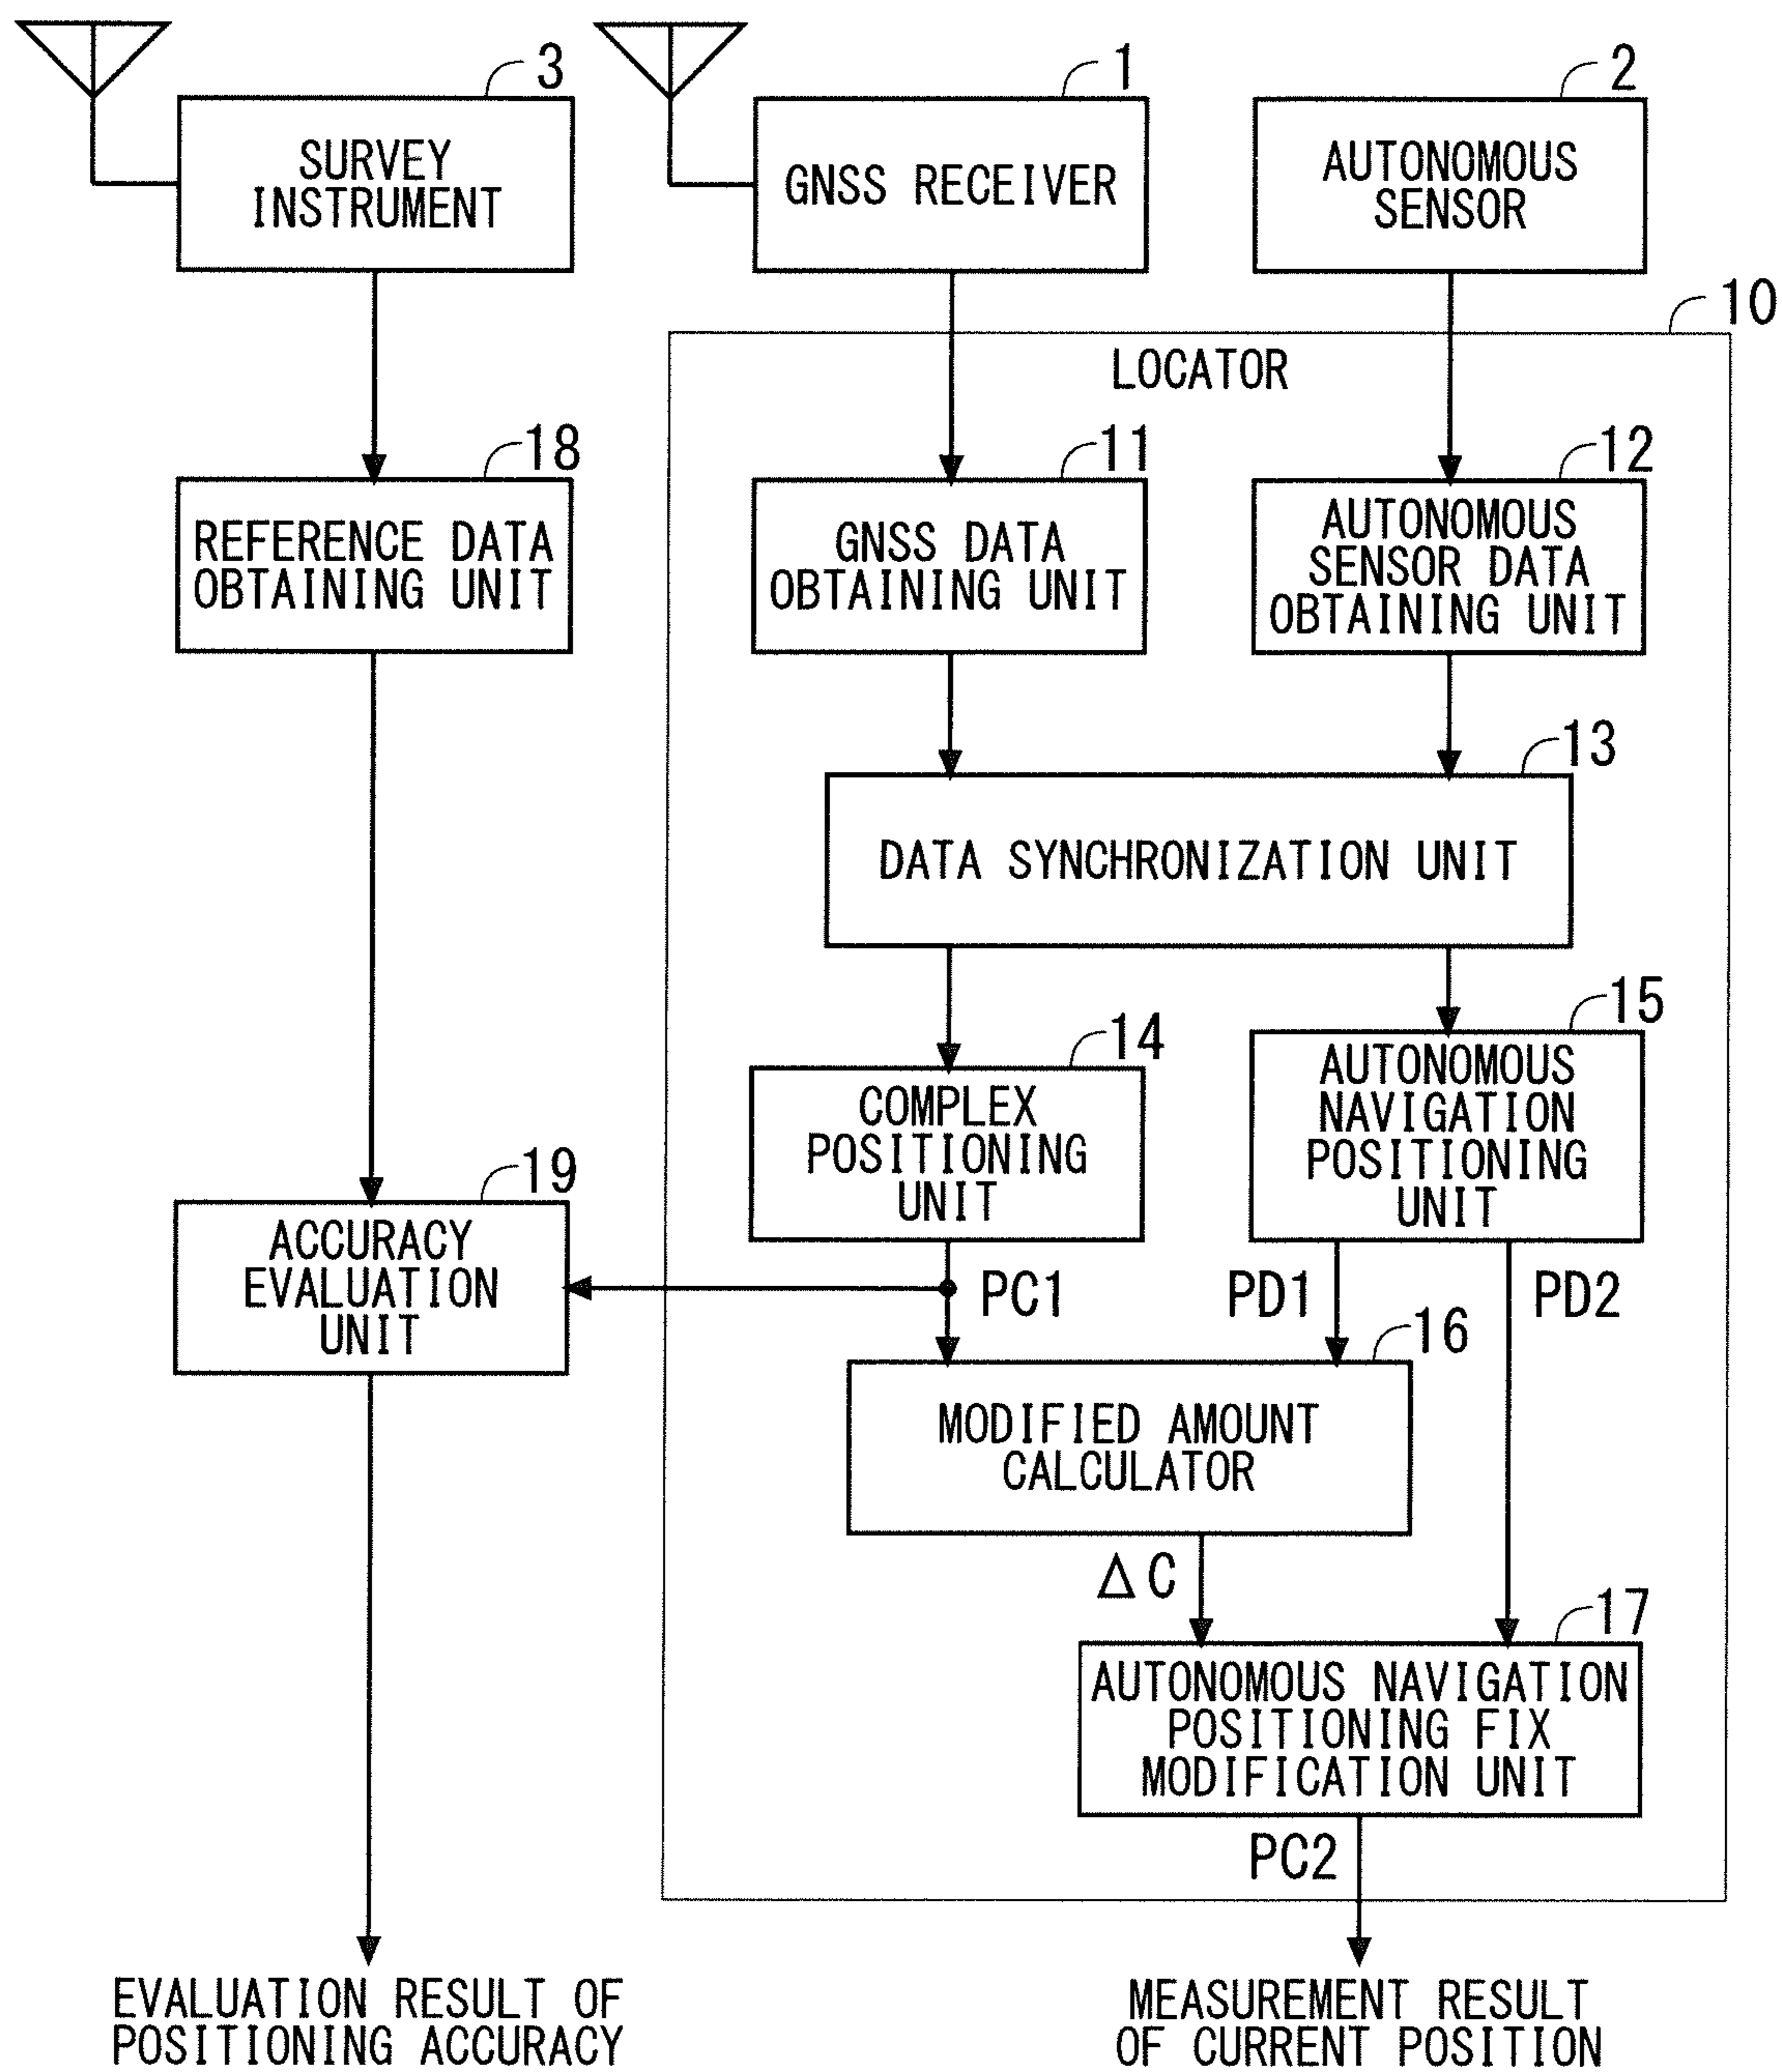 3
SURVEY
INSTRUMENT
1
GNSS RECEIVER
2
AUTONOMOUS
SENSOR
10
LOCATOR
18
REFERENCE DATA
OBTAINING UNIT
11
GNSS DATA
OBTAINING UNIT
12
AUTONOMOUS
SENSOR DATA
OBTAINING UNIT
13
DATA SYNCHRONIZATION UNIT
14
COMPLEX
POSITIONING
UNIT
15
AUTONOMOUS
NAVIGATION
POSITIONING
UNIT
19
ACCURACY
EVALUATION
UNIT
PC1
PD1
PD2
16
MODIFIED AMOUNT
CALCULATOR
ΔC
17
AUTONOMOUS NAVIGATION
POSITIONING FIX
MODIFICATION UNIT
PC2
EVALUATION RESULT OF
POSITIONING ACCURACY
MEASUREMENT RESULT
OF CURRENT POSITION